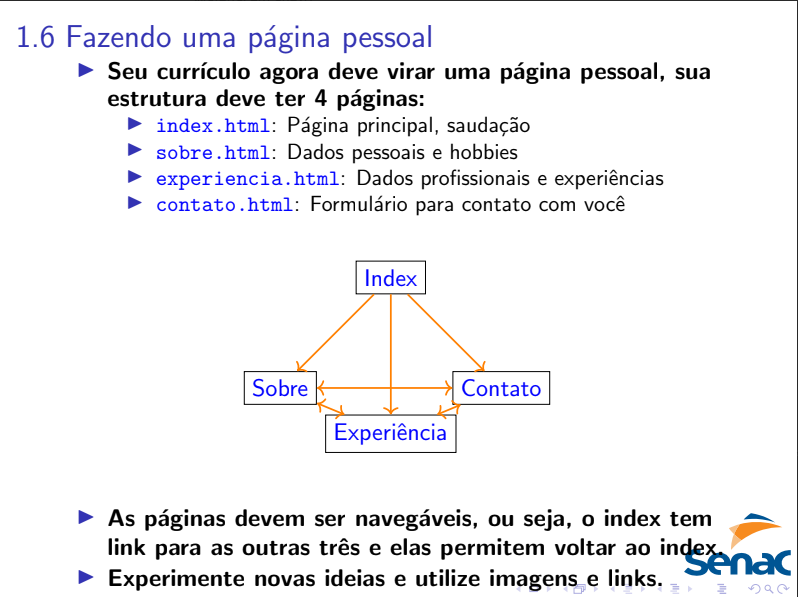 1.6 Fazendo uma página pessoal
Seu currículo agora deve virar uma página pessoal, sua
estrutura deve ter 4 páginas:
index.html: Página principal, saudação
sobre.html: Dados pessoais e hobbies
experiencia.html: Dados profissionais e experiências
contato.html: Formulário para contato com você
Index
Sobre
Contato
Experiência
As páginas devem ser navegáveis, ou seja, o index tem
link para as outras três e elas permitem voltar ao index.
senac
Experimente novas ideias e utilize imagens e links.